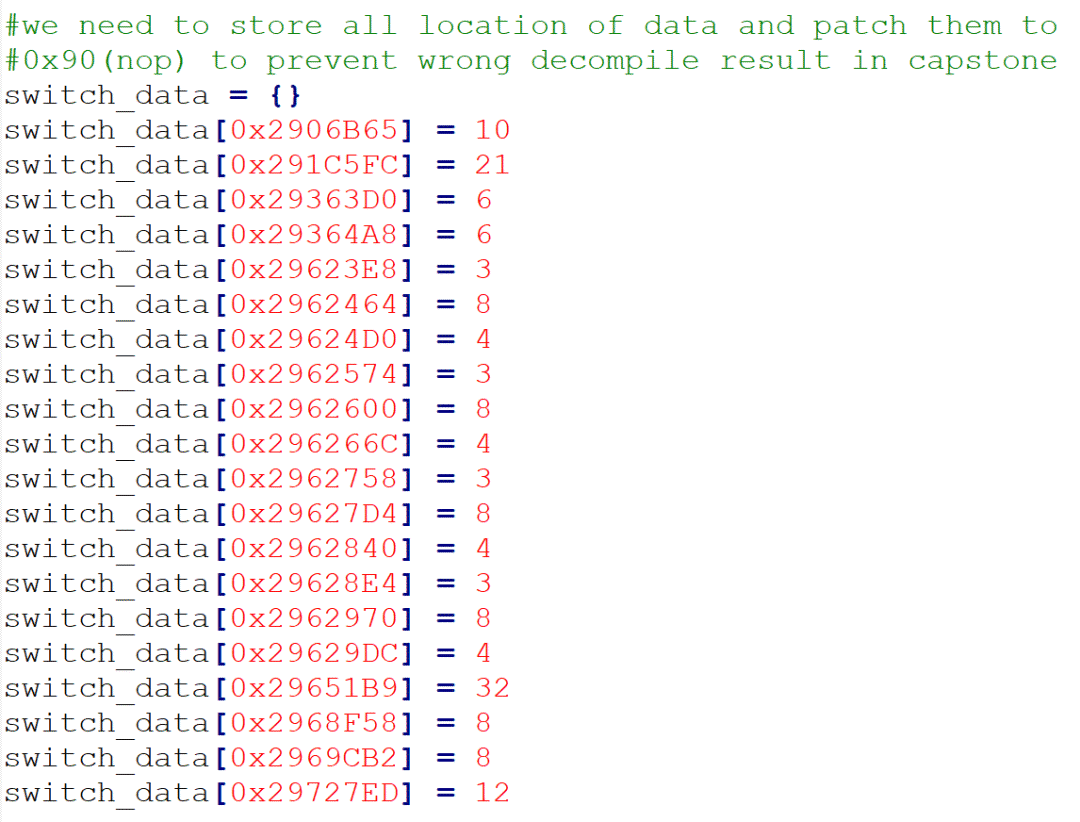 #we need to store all location of data and patch them to
#0x90(nop) to prevent wrong decompile result in capstone
switch_data = {}
switch_data[0x2906B65] = 10
switch_data[0x291C5FC] = 21
switch_data[0x29363D0] = 6
switch_data[0x29364A8] = 6
switch_data[0x29623E8] = 3
switch_data[0x2962464] = 8
switch_data[0x29624D0] = 4
switch_data[0x2962574] = 3
switch_data[0x2962600] = 8
switch_data[0x296266C] = 4
switch_data[0x2962758] = 3
switch_data[0x29627D4] = 8
switch_data[0x2962840] = 4
switch_data[0x29628E4] = 3
switch_data[0x2962970] = 8
switch_data[0x29629DC] = 4
switch_data[0x29651B9] = 32
switch_data[0x2968F58] = 8
switch_data[0x2969CB2] = 8
switch_data[0x29727ED] = 12